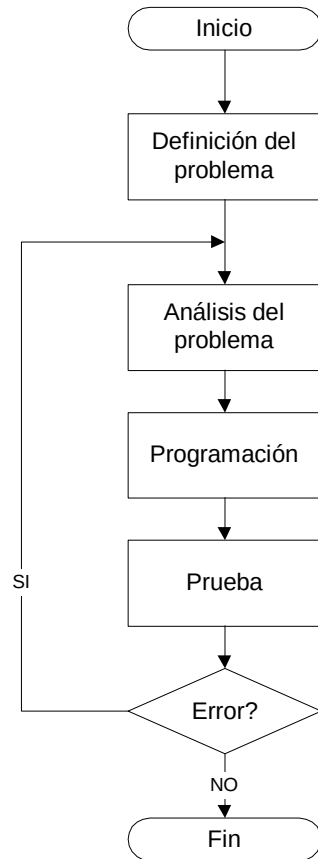 Inicio
Definición del
problema
Análisis del
problema
Programación
Prueba
SI
Error?
NO
Fin